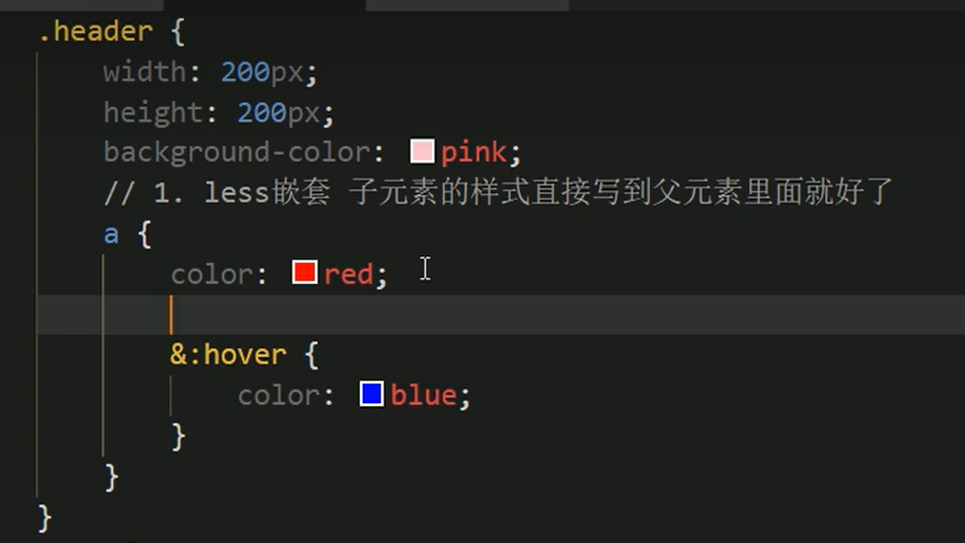 .header {
width: 200px;
height: 200px;
background-color: pink;
// 1. less嵌套 子元素的样式直接写到父元素里面就好了
a {
color: red;
&:hover {
color: blue;
}
}
}